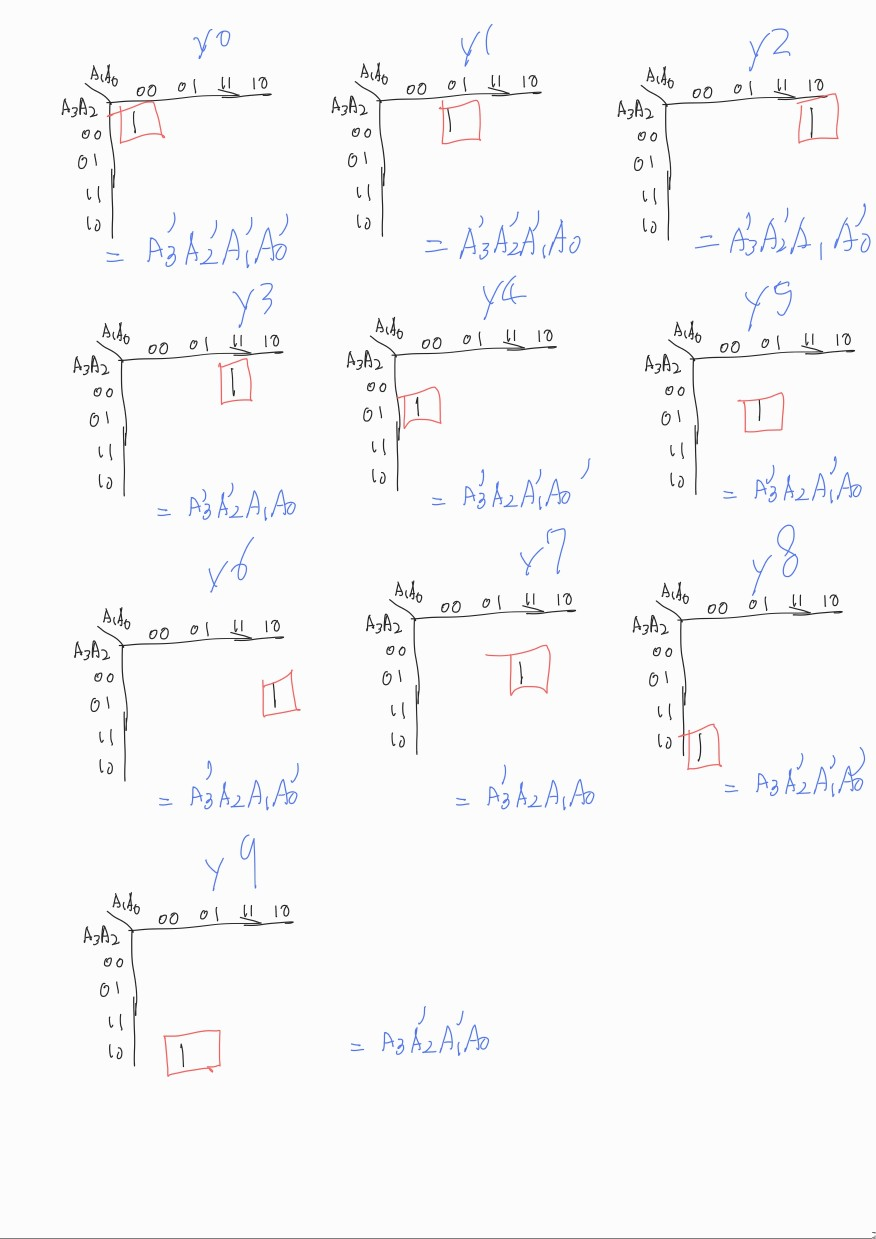 y0 y1 y2
A1A0 00 01 11 10 A1A0 00 01 11 10 A1A0 00 01 11 10
A3A2 A3A2 A3A2
00 1 00 1 00 1
01 01 01
11 11 11
10 10 10
= A3'A2'A1'A0' = A3'A2'A1'A0 = A3'A2'A1A0'
y3 y4 y5
A1A0 00 01 11 10 A1A0 00 01 11 10 A1A0 00 01 11 10
A3A2 A3A2 A3A2
00 1 00 00
01 01 1 01 1
11 11 11
10 10 10
= A3'A2'A1A0 = A3'A2A1'A0' = A3'A2A1'A0
y6 y7 y8
A1A0 00 01 11 10 A1A0 00 01 11 10 A1A0 00 01 11 10
A3A2 A3A2 A3A2
00 00 00
01 1 01 1 01
11 11 11
10 10 10 1
= A3'A2A1A0' = A3'A2A1A0 = A3A2'A1'A0'
y9
A1A0 00 01 11 10
A3A2
00
01
11
10 1 = A3A2'A1'A0